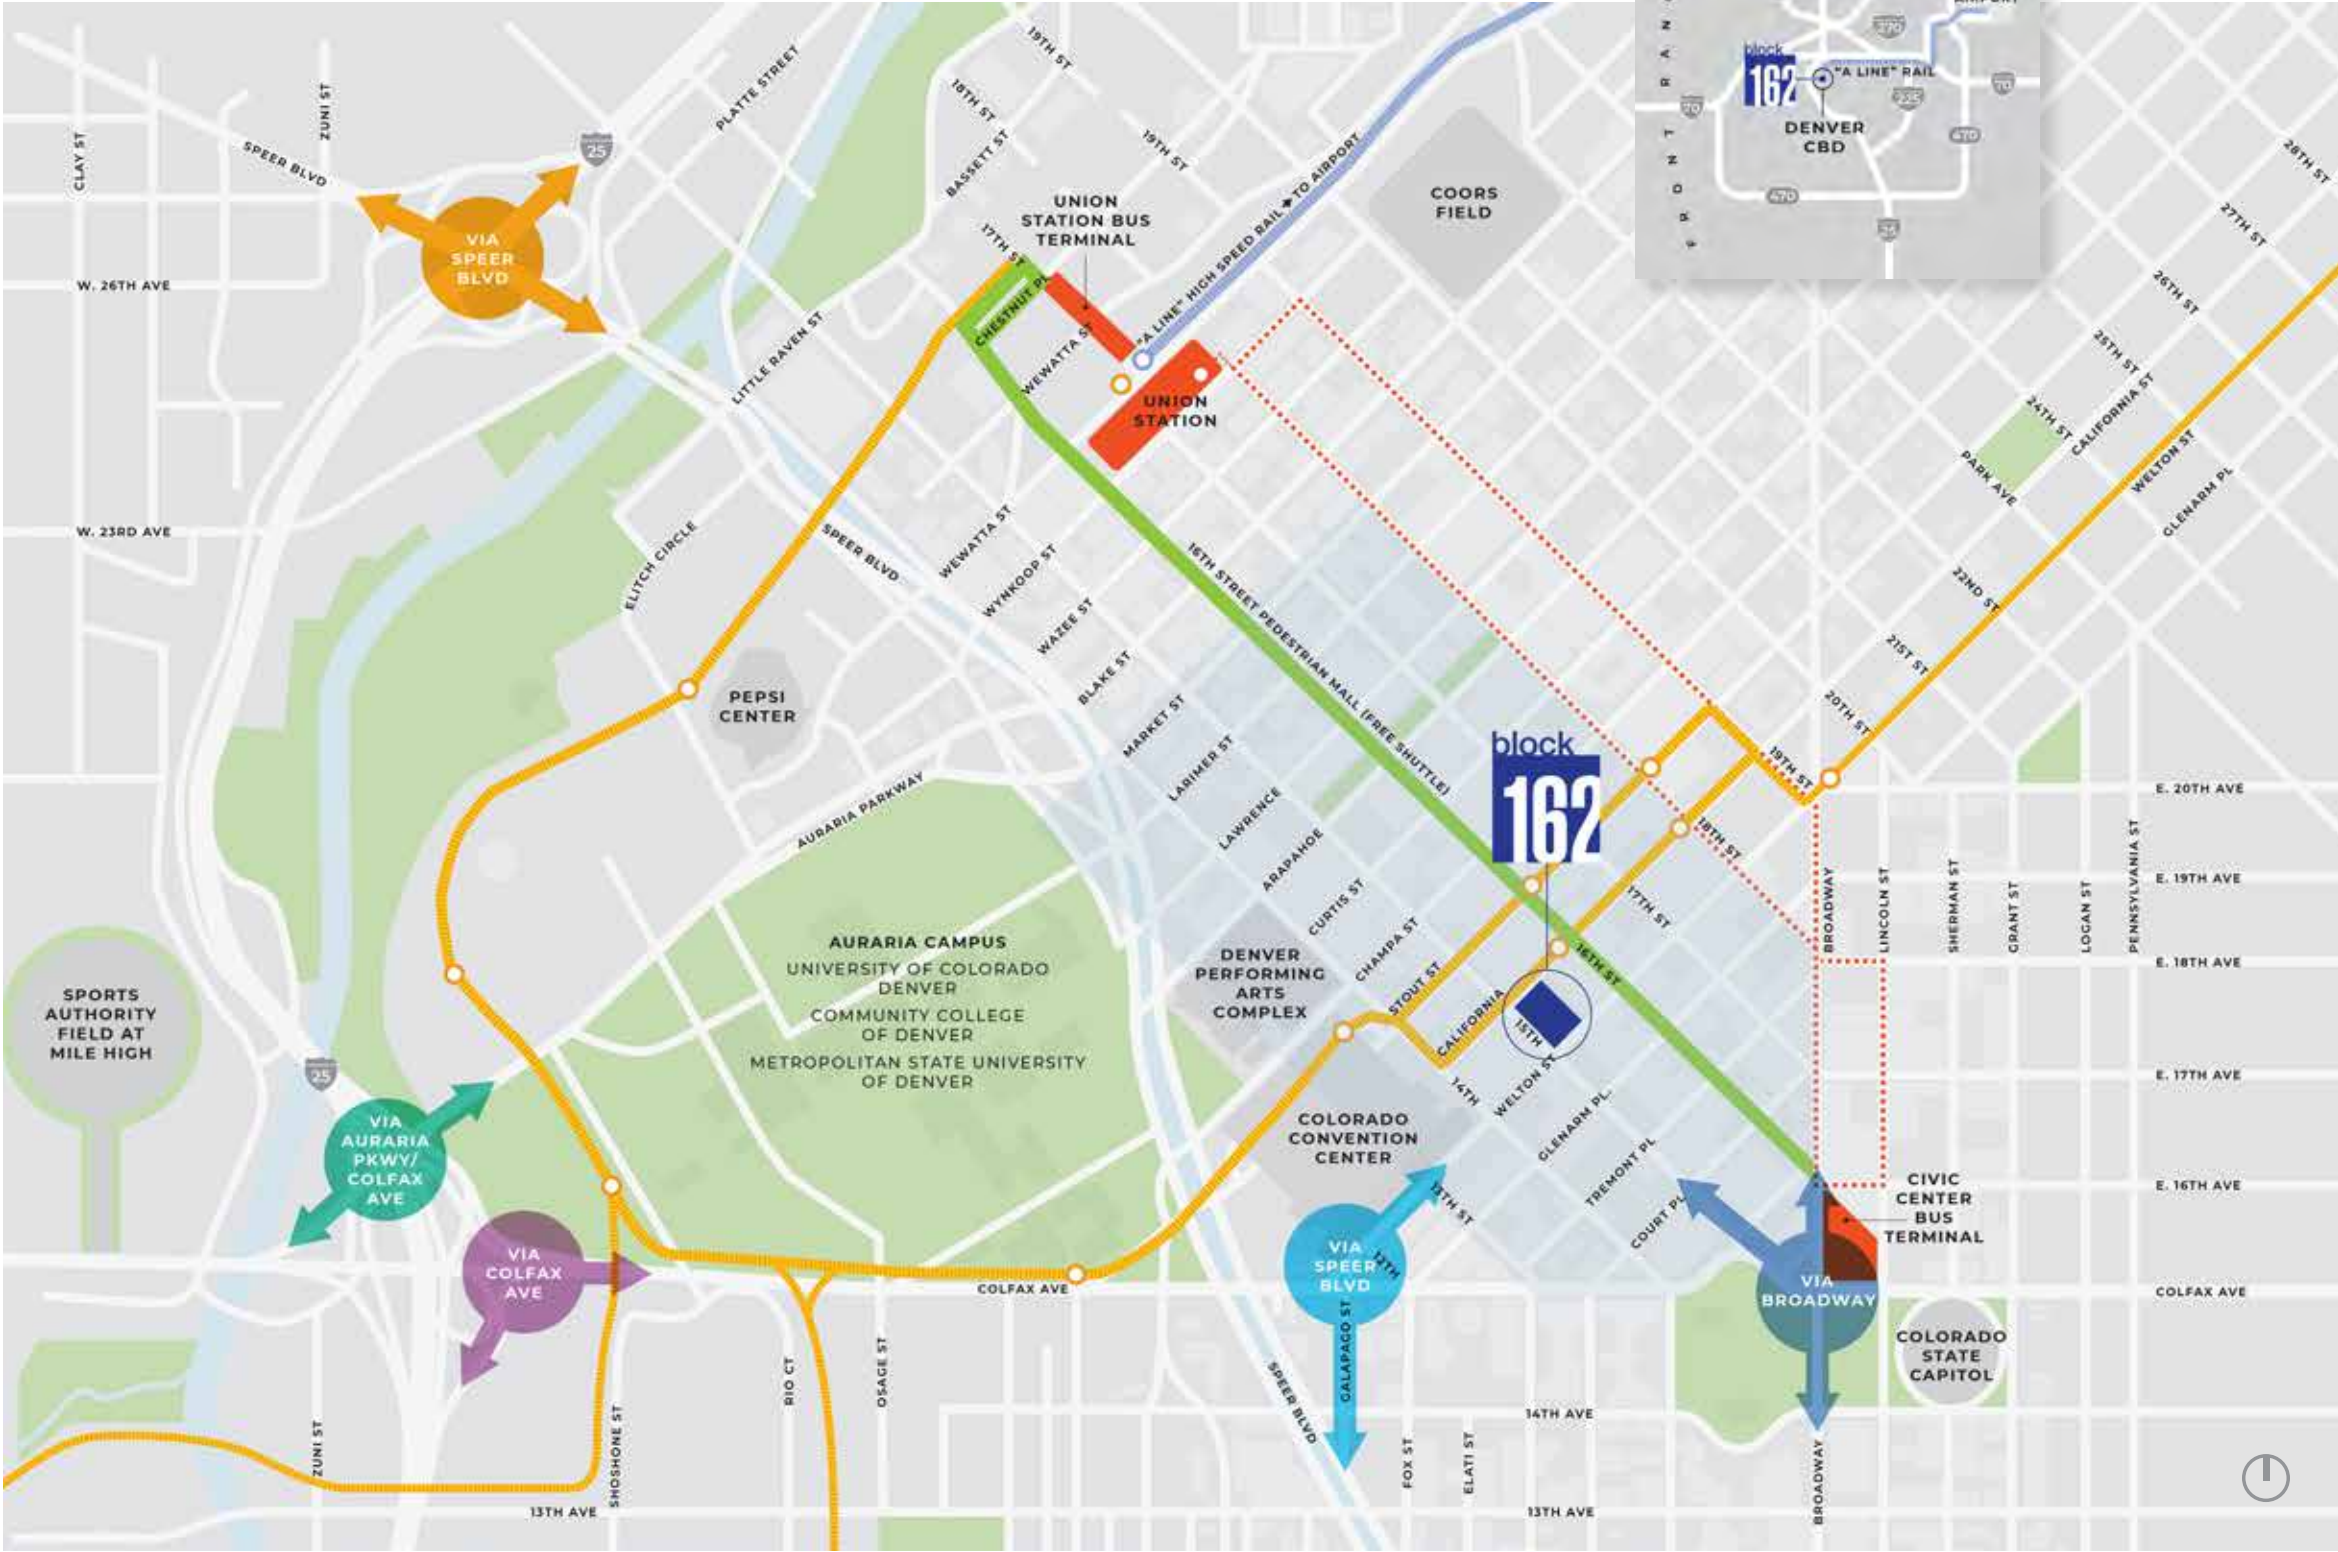 19TH ST
18TH ST
BASSETT ST
19TH ST
17TH ST
PLATTE STREET
ZUNI ST
CLAY ST
SPEER BLVD
25
VIA
SPEER
BLVD
W. 26TH AVE
W. 23RD AVE
UNION
STATION BUS
TERMINAL
CHESTNUT PL
WEWATTA ST
"A LINE" HIGH SPEED RAIL TO AIRPORT
UNION
STATION
COORS
FIELD
270
block
162
"A LINE" RAIL
70
225
70
DENVER
CBD
470
470
25
FRONT RAN
28TH ST
27TH ST
26TH ST
25TH ST
24TH ST
CALIFORNIA ST
PARK AVE
WELTON ST
GLENARM PL
22ND ST
21ST ST
20TH ST
19TH ST
18TH ST
17TH ST
LITTLE RAVEN ST
ELITCH CIRCLE
SPEER BLVD
WEWATTA ST
WYNKOOP ST
WAZEE ST
BLAKE ST
MARKET ST
LARIMER ST
LAWRENCE
ARAPAHOE
CURTIS ST
CHAMPA ST
STOUT ST
CALIFORNIA
16TH STREET PEDESTRIAN MALL (FREE SHUTTLE)
block
162
16TH ST
15TH
14TH
WELTON ST
GLENARM PL.
TREMONT PL
COURT PL
13TH ST
12TH
PEPSI
CENTER
AURARIA PARKWAY
AURARIA CAMPUS
UNIVERSITY OF COLORADO
DENVER
COMMUNITY COLLEGE
OF DENVER
METROPOLITAN STATE UNIVERSITY
OF DENVER
DENVER
PERFORMING
ARTS
COMPLEX
COLORADO
CONVENTION
CENTER
SPORTS
AUTHORITY
FIELD AT
MILE HIGH
25
VIA
AURARIA
PKWY/
COLFAX
AVE
VIA
COLFAX
AVE
VIA
SPEER
BLVD
GALAPAGO ST
VIA
BROADWAY
CIVIC
CENTER
BUS
TERMINAL
COLORADO
STATE
CAPITOL
BROADWAY
LINCOLN ST
SHERMAN ST
GRANT ST
LOGAN ST
PENNSYLVANIA ST
E. 20TH AVE
E. 19TH AVE
E. 18TH AVE
E. 17TH AVE
E. 16TH AVE
COLFAX AVE
COLFAX AVE
ZUNI ST
SHOSHONE ST
RIO CT
OSAGE ST
SPEER BLVD
FOX ST
ELATI ST
14TH AVE
13TH AVE
13TH AVE
BROADWAY